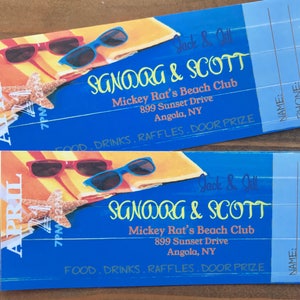 Jack & Jill
SANDRA & SCOTT
Mickey Rat's Beach Club
899 Sunset Drive
Angola, NY
FOOD . DRINKS . RAFFLES . DOOR PRIZE
NAME:
APRIL
Jack & Jill
SANDRA & SCOTT
Mickey Rat's Beach Club
899 Sunset Drive
Angola, NY
FOOD . DRINKS . RAFFLES . DOOR PRIZE
NAME: